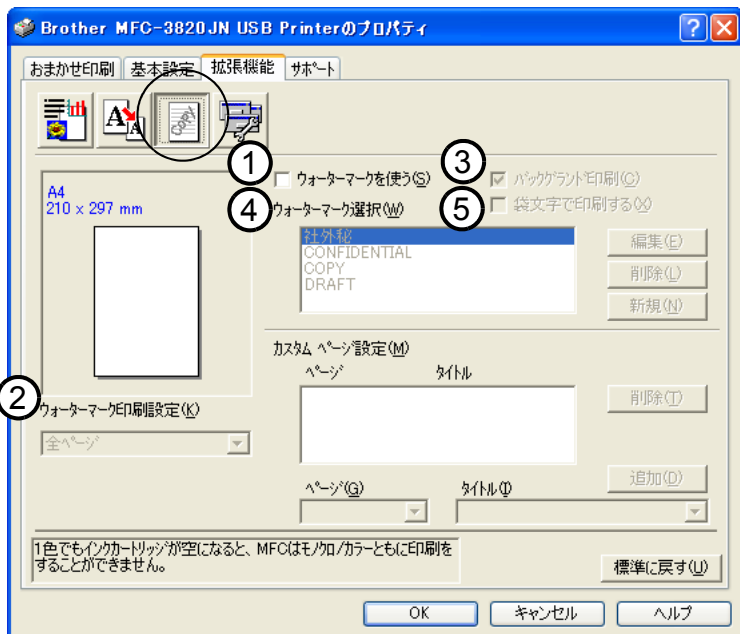 Brother MFC-3820JN USB Printerのプロパティ
おまかせ印刷 基本設定 拡張機能 サポート
A A COPY
① ウォーターマークを使う(S) ③ バックグランド印刷(C)
A4
210 x 297 mm
④ ウォーターマーク選択(W) ⑤ 袋文字で印刷する(X)
社外秘
CONFIDENTIAL
COPY
DRAFT
編集(E)
削除(L)
新規(N)
カスタム ページ設定(M)
ページ タイトル
削除(T)
②
ウォーターマーク印刷設定(K)
全ページ
追加(D)
ページ(G) タイトル(I)
1色でもインクカートリッジが空になると、MFCはモノクロ/カラーともに印刷を
することができません。
標準に戻す(U)
OK キャンセル ヘルプ